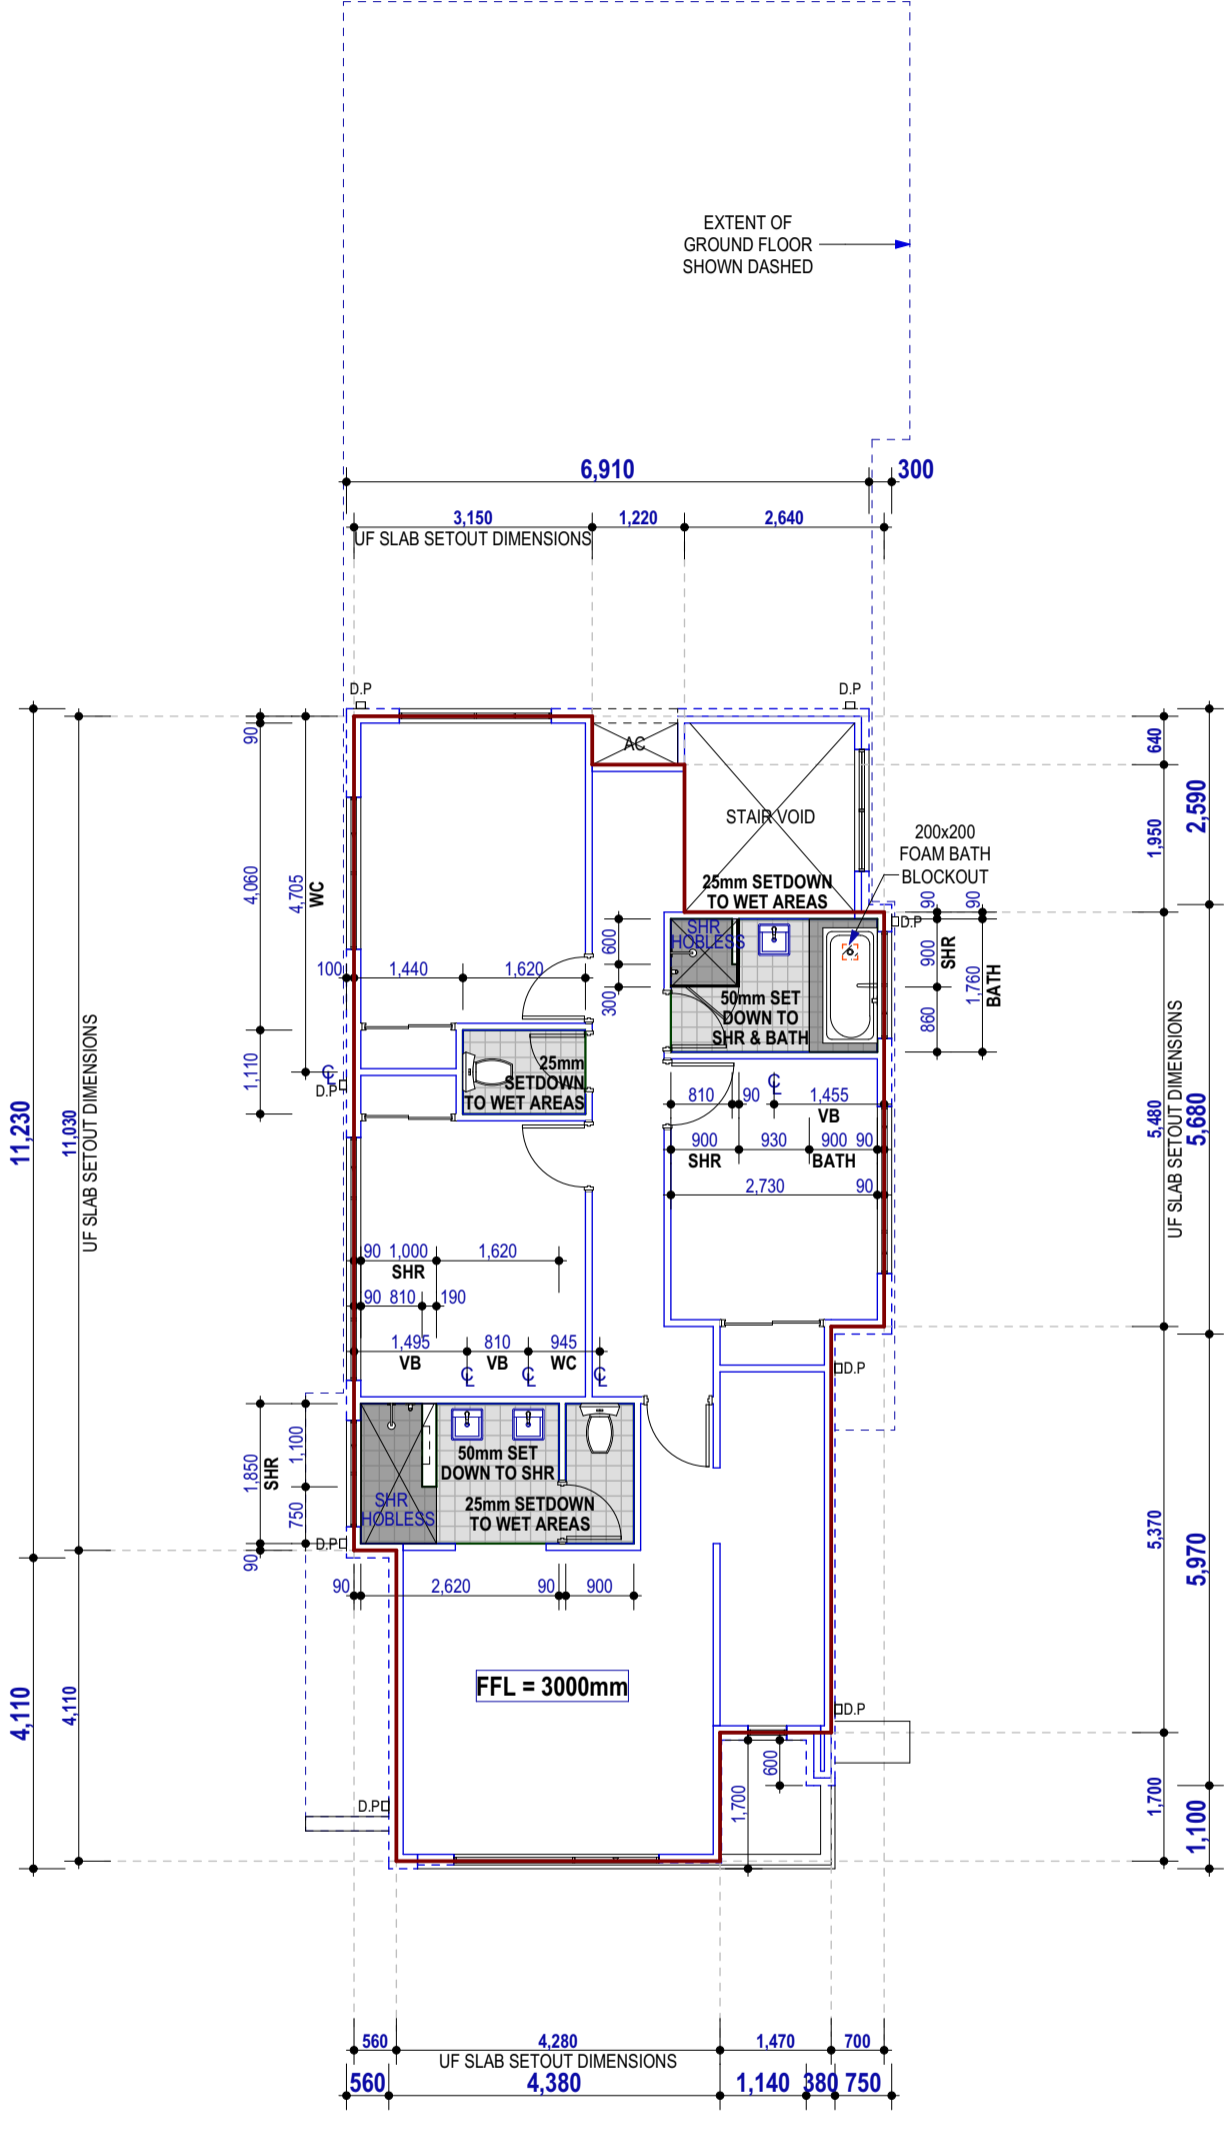 EXTENT OF
GROUND FLOOR
SHOWN DASHED
6,910
300
3,150
1,220
2,640
UF SLAB SETOUT DIMENSIONS
D.P
D.P
90
4,705
WC
4,060
AC
STAIR VOID
640
2,590
1,950
200x200
FOAM BATH
BLOCKOUT
25mm SETDOWN
TO WET AREAS
90
90
D.P
SHR
HOBLESS
600
900
SHR
1,760
BATH
100
1,440
1,620
300
50mm SET
DOWN TO
SHR & BATH
860
11,230
11,030
UF SLAB SETOUT DIMENSIONS
1,110
℄
D.P
25mm
SETDOWN
TO WET AREAS
810
90
℄
1,455
VB
900
930
900
90
SHR
BATH
2,730
90
5,480
UF SLAB SETOUT DIMENSIONS
5,680
90
1,000
1,620
SHR
90
810
190
1,495
810
945
VB
VB
WC
℄
℄
℄
D.P
1,850
SHR
1,100
750
90
50mm SET
DOWN TO SHR
SHR
HOBLESS
25mm SETDOWN
TO WET AREAS
D.P
90
2,620
90
900
5,370
5,970
FFL = 3000mm
4,110
4,110
D.P
D.P
600
1,700
1,700
1,100
560
4,280
1,470
700
UF SLAB SETOUT DIMENSIONS
560
4,380
1,140
380
750